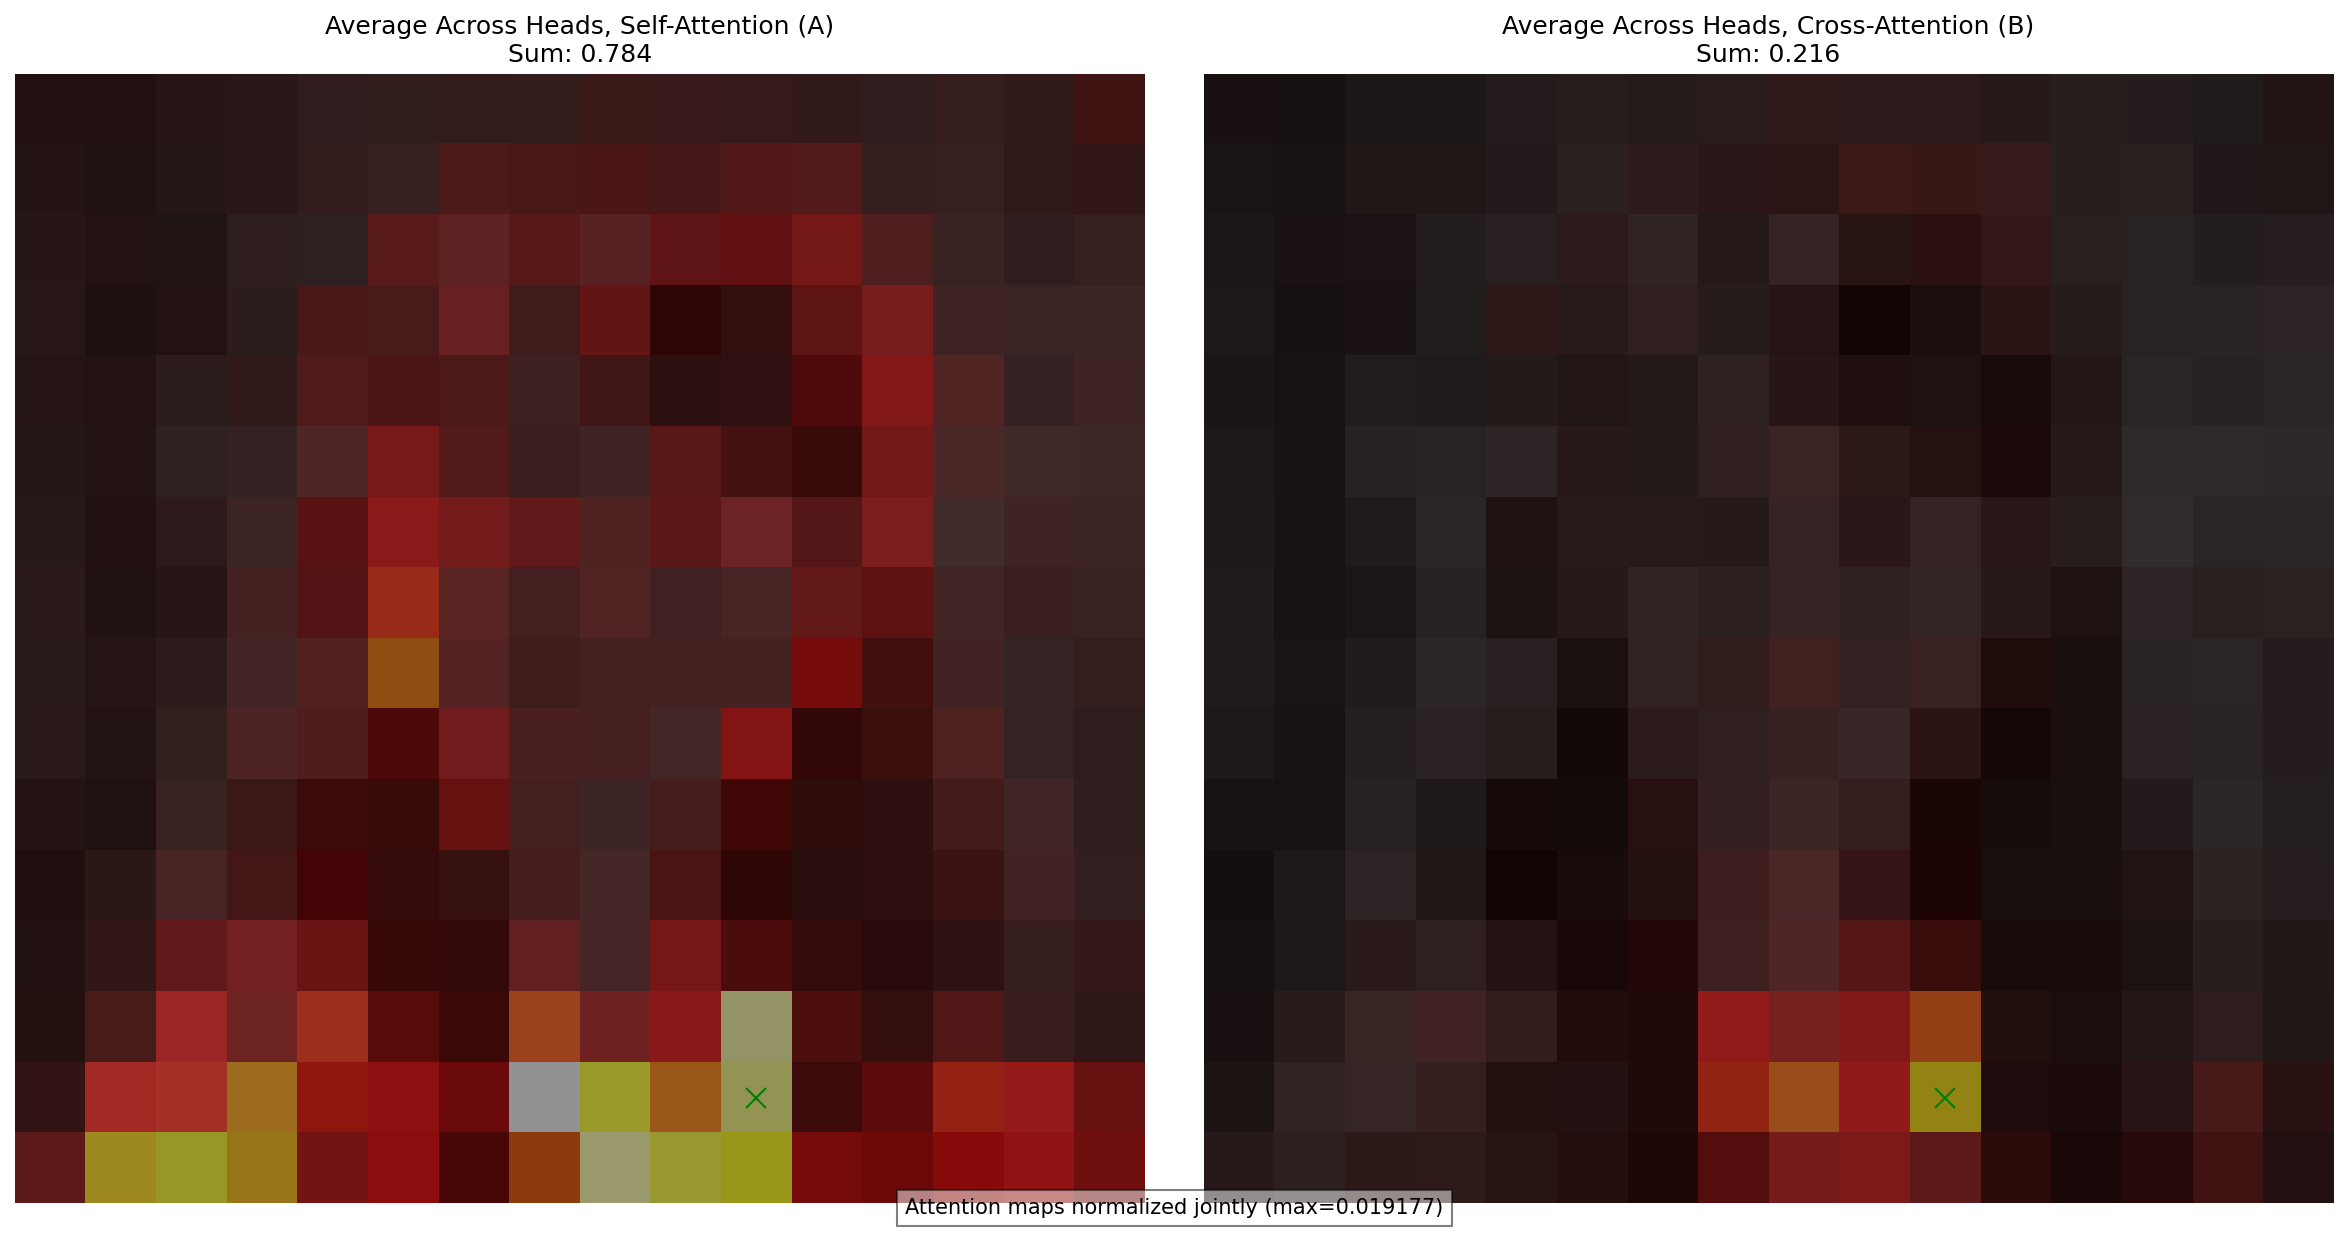 Average Across Heads, Self-Attention (A)
Sum: 0.784
Average Across Heads, Cross-Attention (B)
Sum: 0.216
Attention maps normalized jointly (max=0.019177)